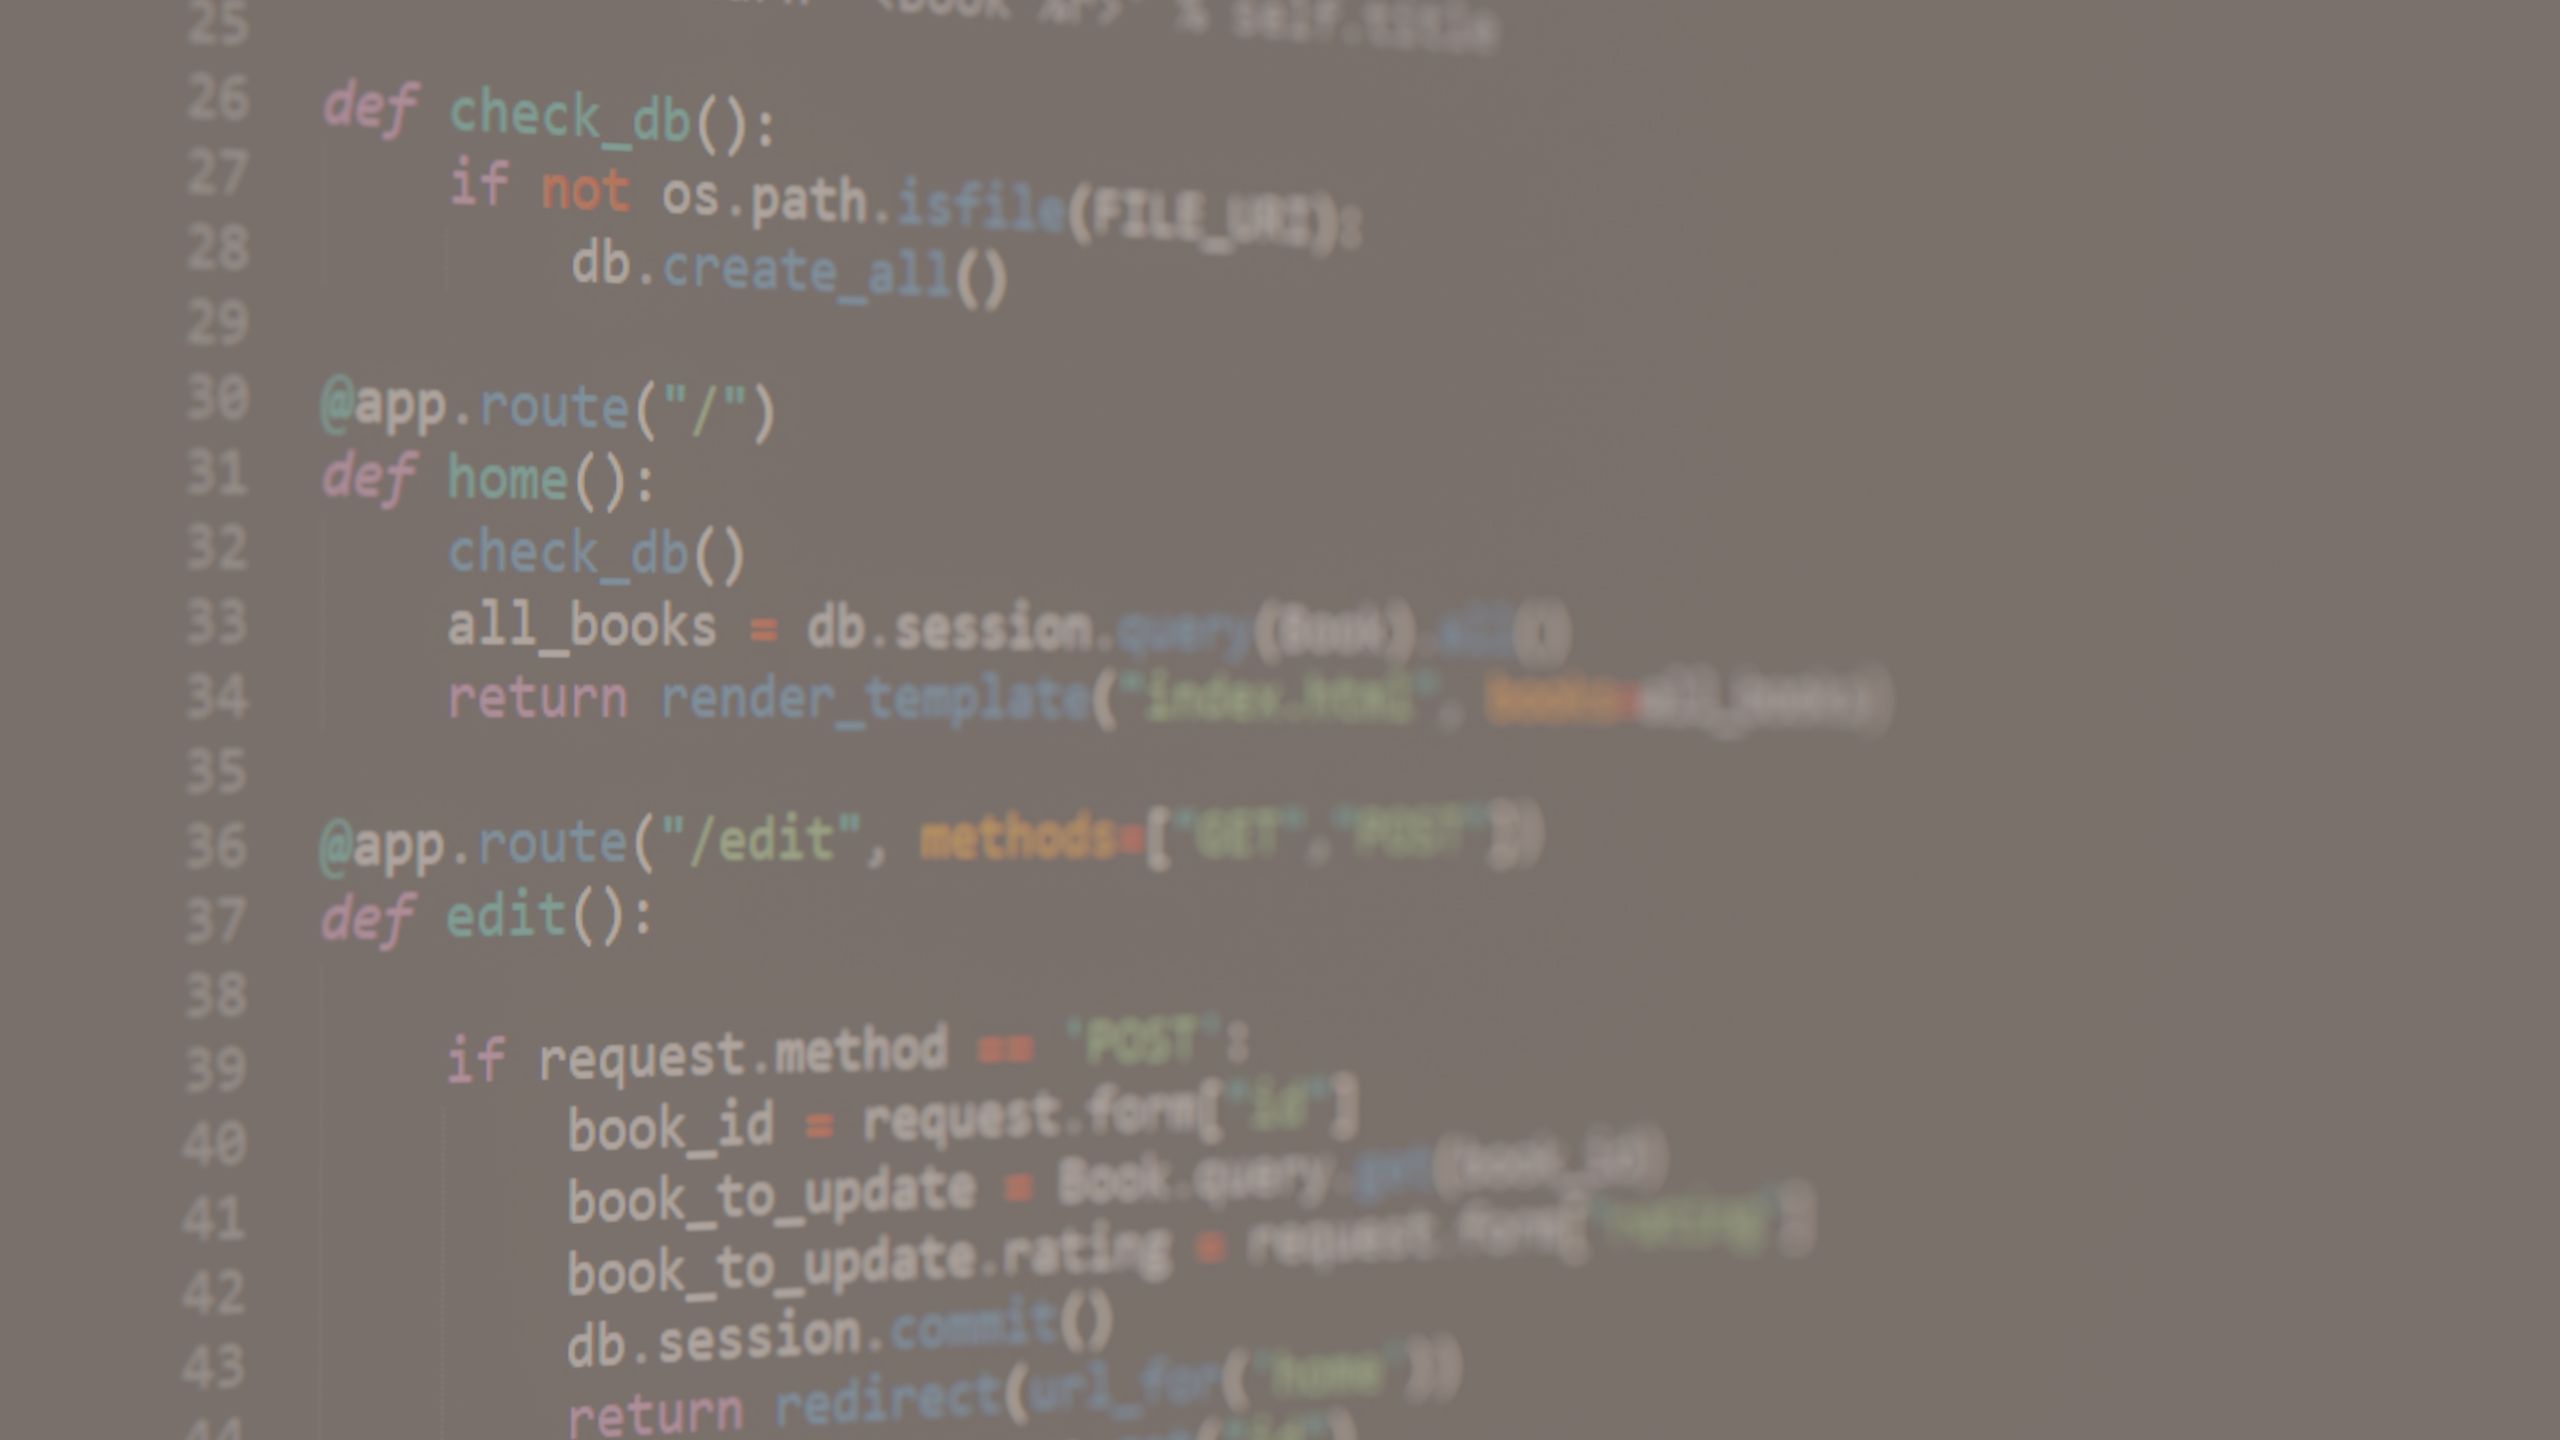 25 '<Book %r>' % self.title
26 def check_db():
27 if not os.path.isfile(FILE_URI):
28 db.create_all()
29
30 @app.route("/")
31 def home():
32 check_db()
33 all_books = db.session.query(Book).all()
34 return render_template("index.html", books=all_books)
35
36 @app.route("/edit", methods=["GET","POST"])
37 def edit():
38
39 if request.method == 'POST':
40 book_id = request.form["id"]
41 book_to_update = Book.query.get(book_id)
42 book_to_update.rating = request.form["rating"]
43 db.session.commit()
44 return redirect(url_for("home"))
("id")